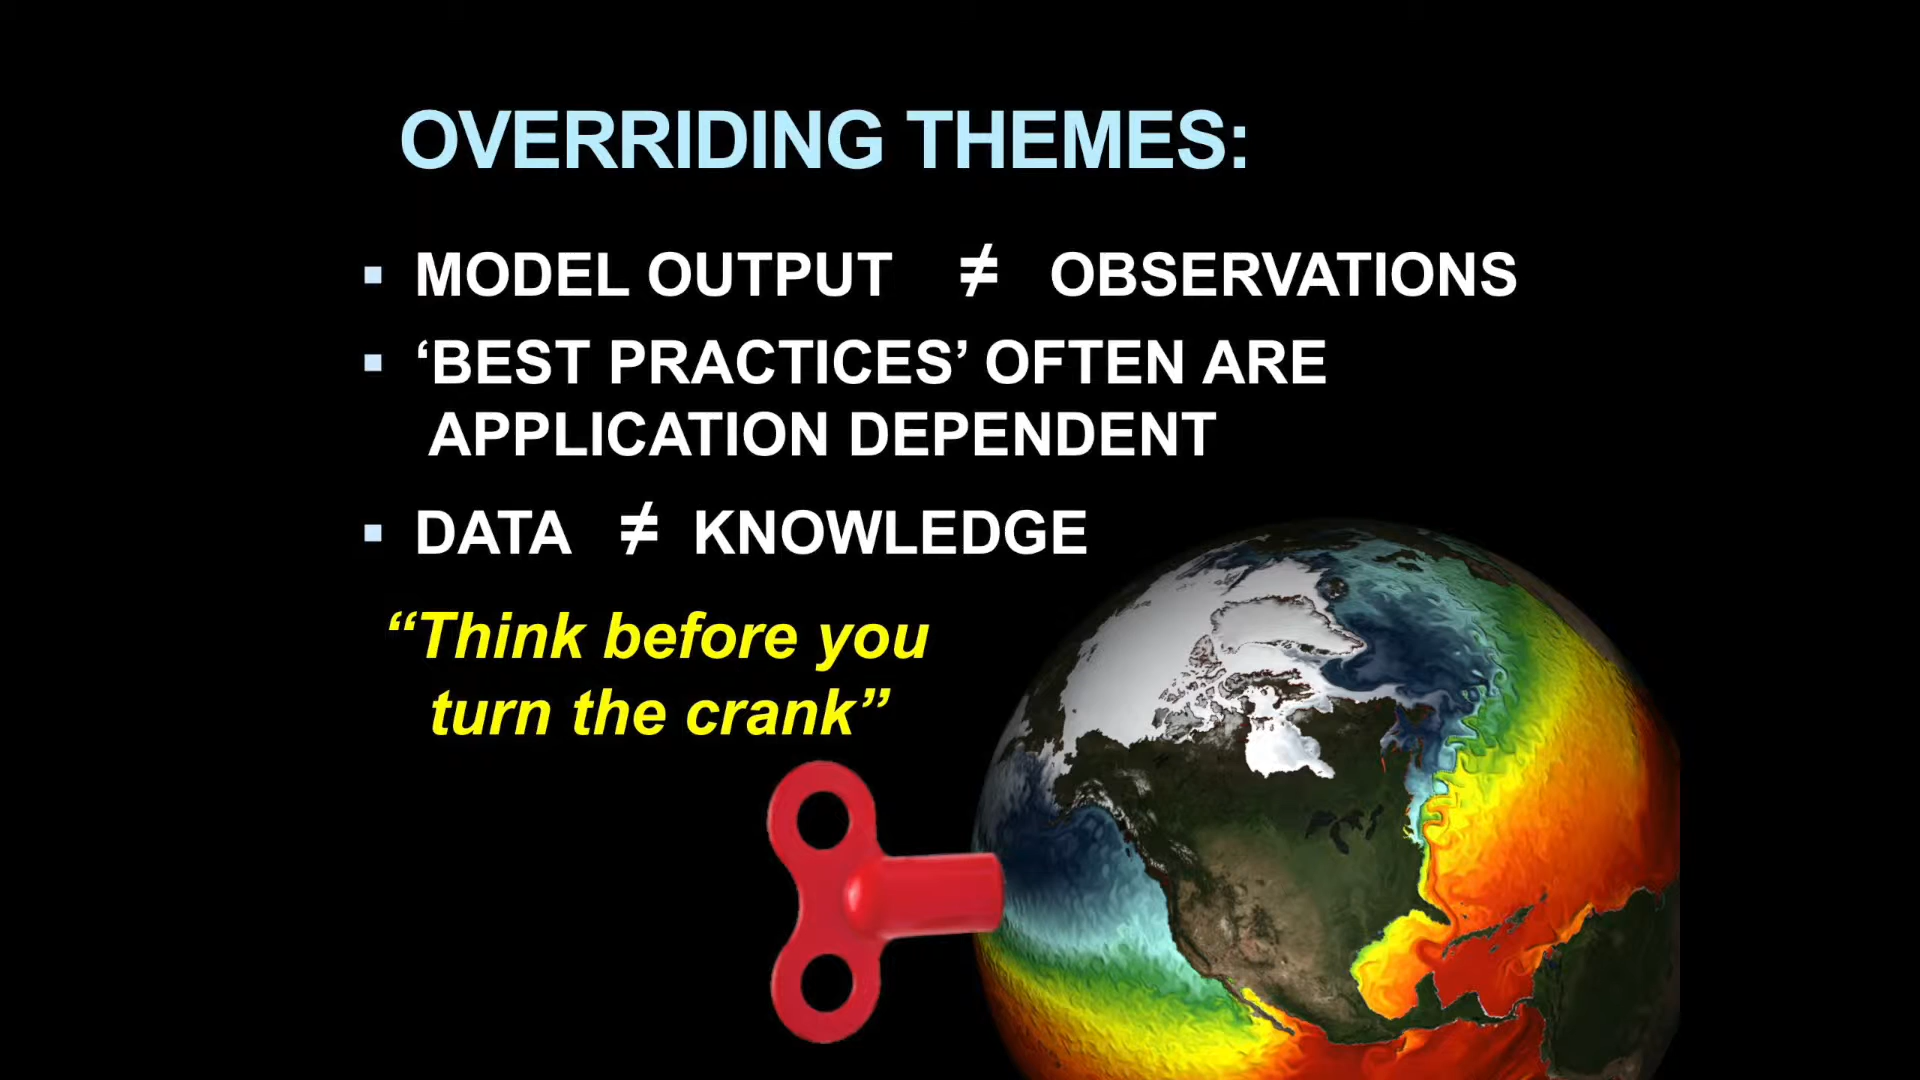 OVERRIDING THEMES:
▪ MODEL OUTPUT ≠ OBSERVATIONS
▪ ‘BEST PRACTICES’ OFTEN ARE
APPLICATION DEPENDENT
▪ DATA ≠ KNOWLEDGE
“Think before you
turn the crank”